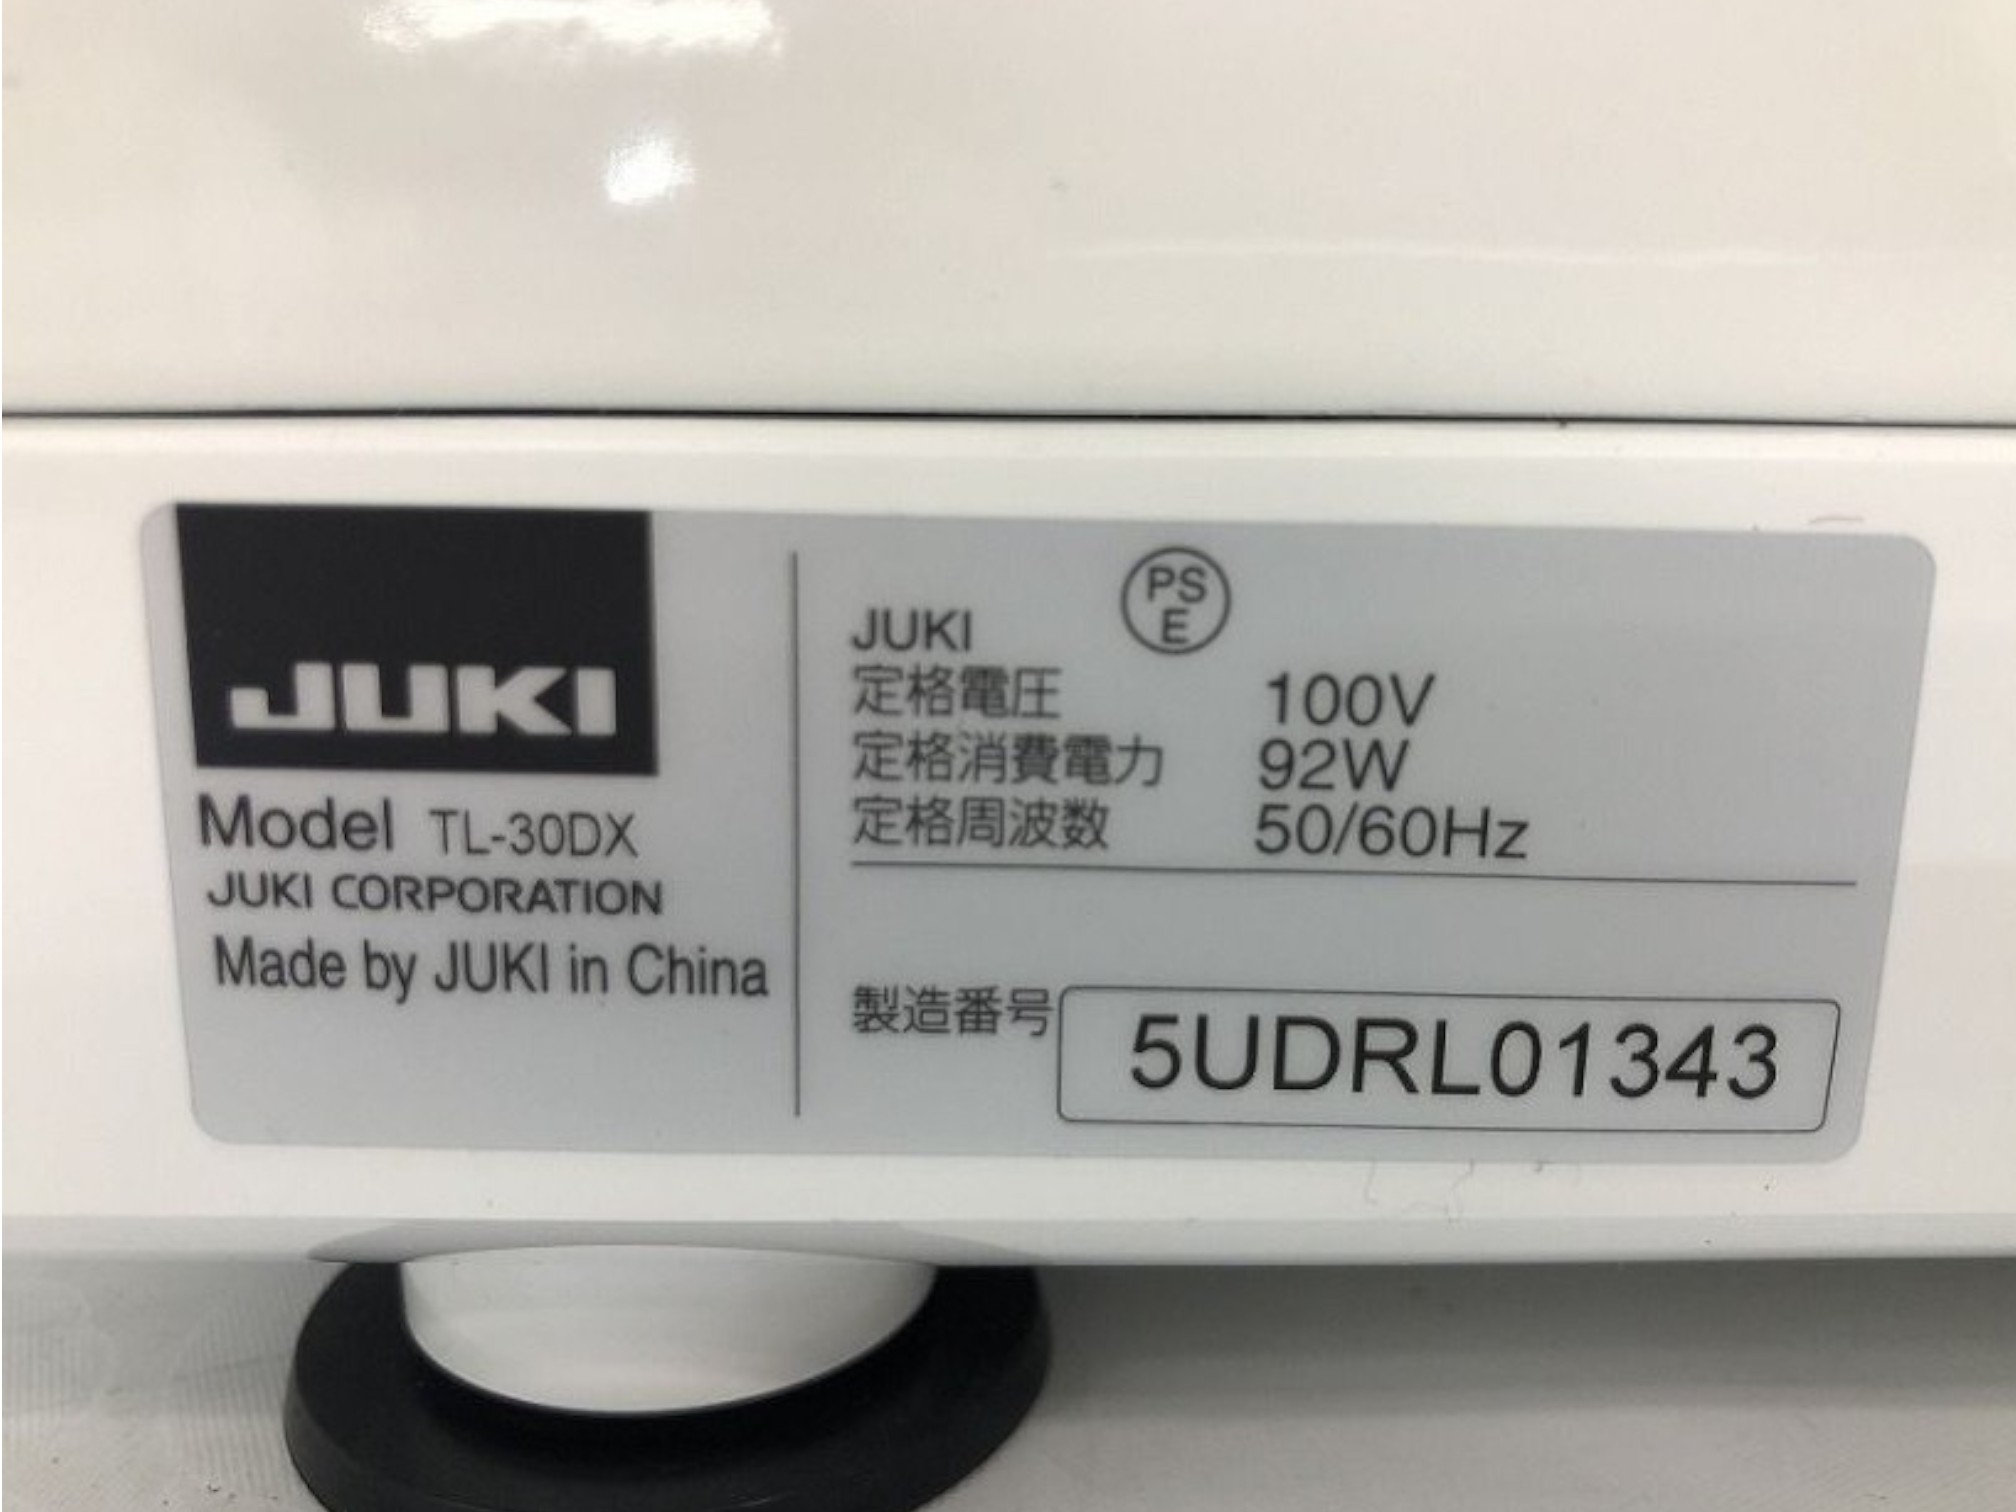 JUKI
Model TL-30DX
JUKI CORPORATION
Made by JUKI in China
PS
E
JUKI
定格電圧 100V
定格消費電力 92W
定格周波数 50/60Hz
製造番号 5UDRL01343